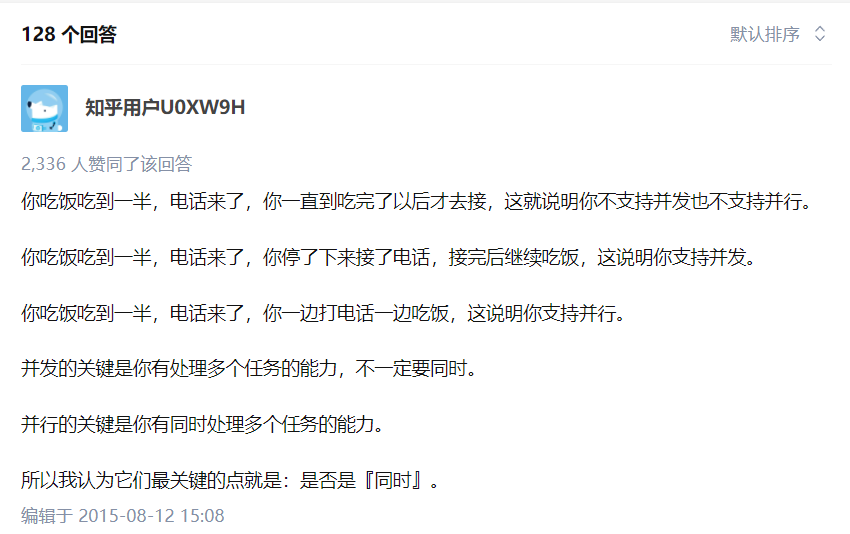 128 个回答
默认排序
知乎用户U0XW9H
2,336 人赞同了该回答
你吃饭吃到一半，电话来了，你一直到吃完了以后才去接，这就说明你不支持并发也不支持并行。
你吃饭吃到一半，电话来了，你停了下来接了电话，接完后继续吃饭，这说明你支持并发。
你吃饭吃到一半，电话来了，你一边打电话一边吃饭，这说明你支持并行。
并发的关键是你有处理多个任务的能力，不一定要同时。
并行的关键是你有同时处理多个任务的能力。
所以我认为它们最关键的点就是：是否是『同时』。
编辑于 2015-08-12 15:08